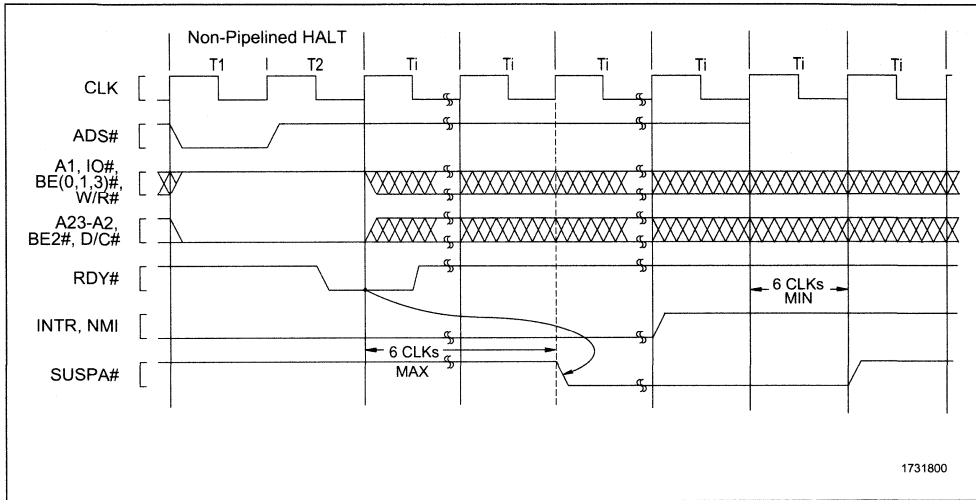 Non-Pipelined HALT
T1 T2 Ti Ti Ti Ti Ti Ti
CLK
ADS#
A1, IO#,
BE(0,1,3)#,
W/R#
A23-A2,
BE2#, D/C#
RDY#
6 CLKs
MIN
INTR, NMI
6 CLKs
MAX
SUSPA#
1731800